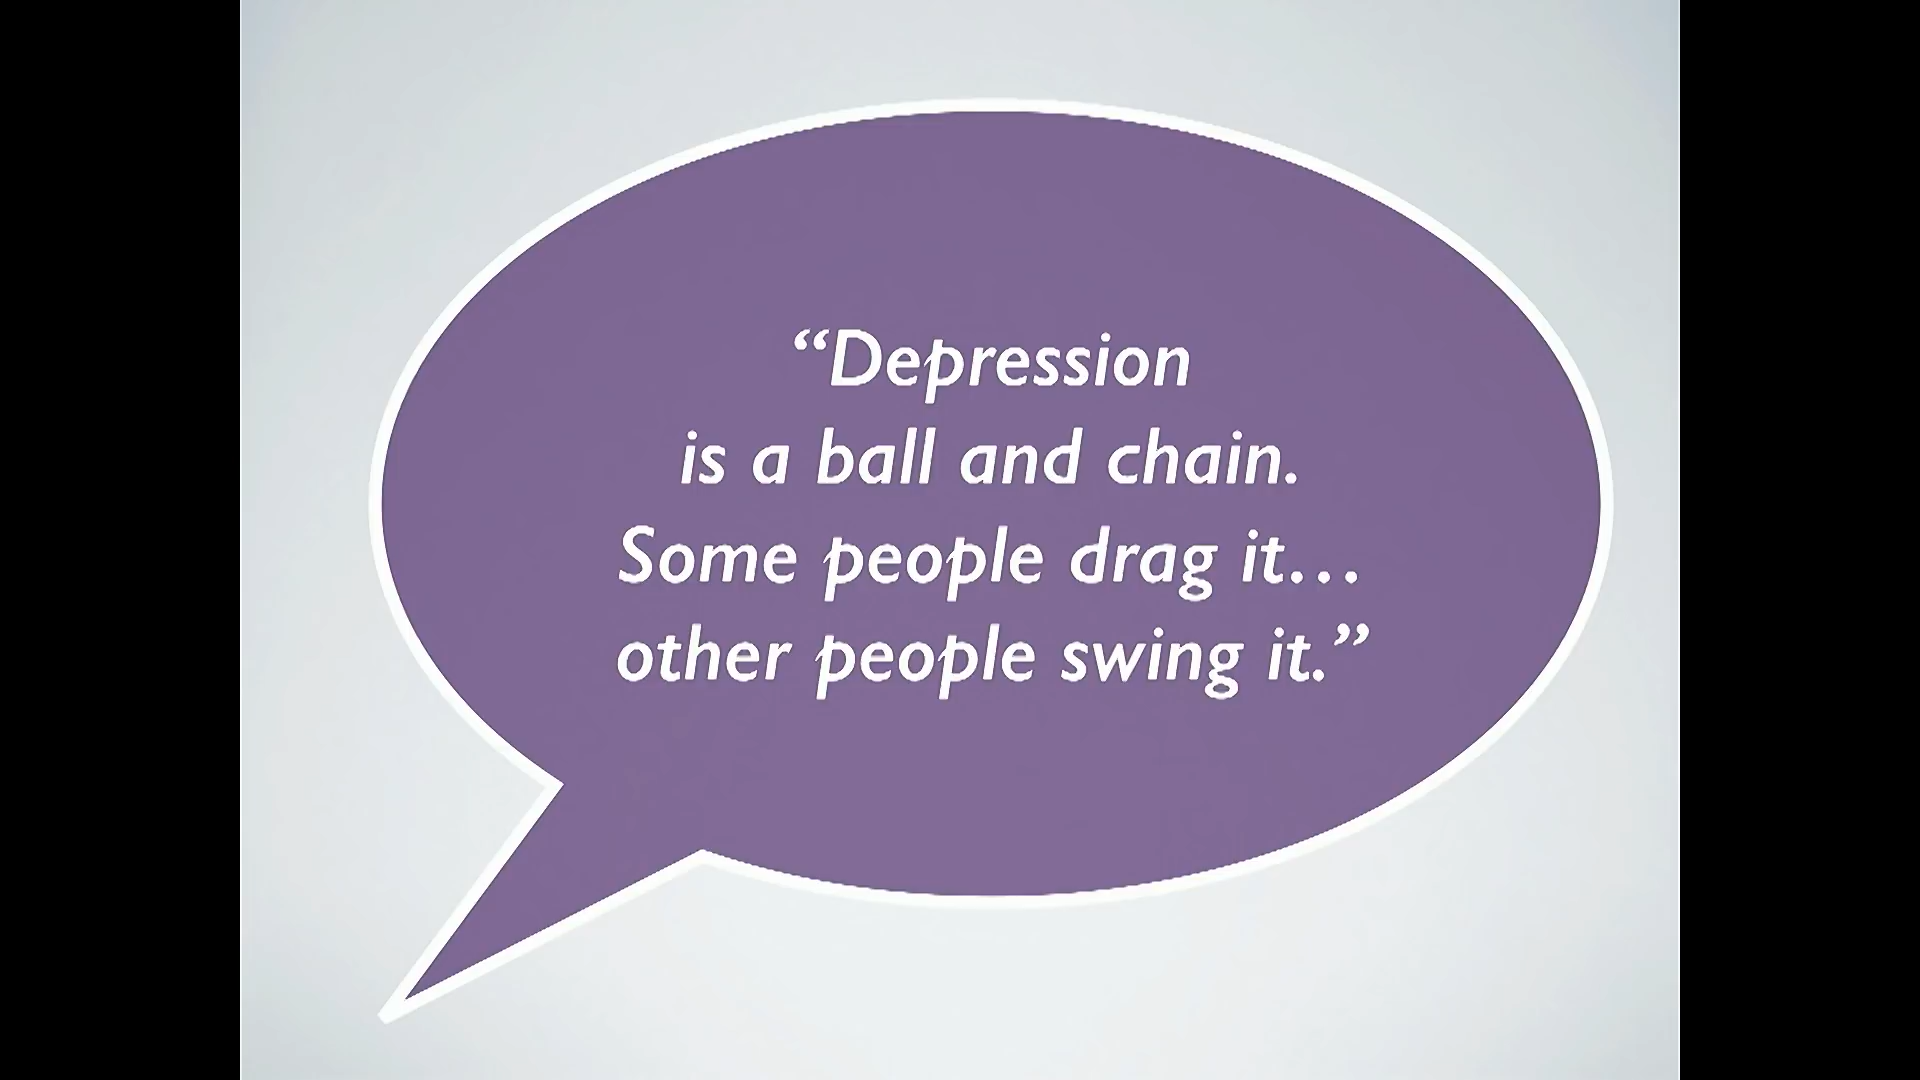 “Depression
is a ball and chain.
Some people drag it…
other people swing it.”